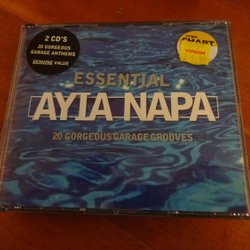 2 CD'S
20 GORGEOUS
GARAGE ANTHEMS
GENUINE VALUE
CHART
VIRGIN
ESSENTIAL
AYIA NAPA
20 GORGEOUS GARAGE GROOVES